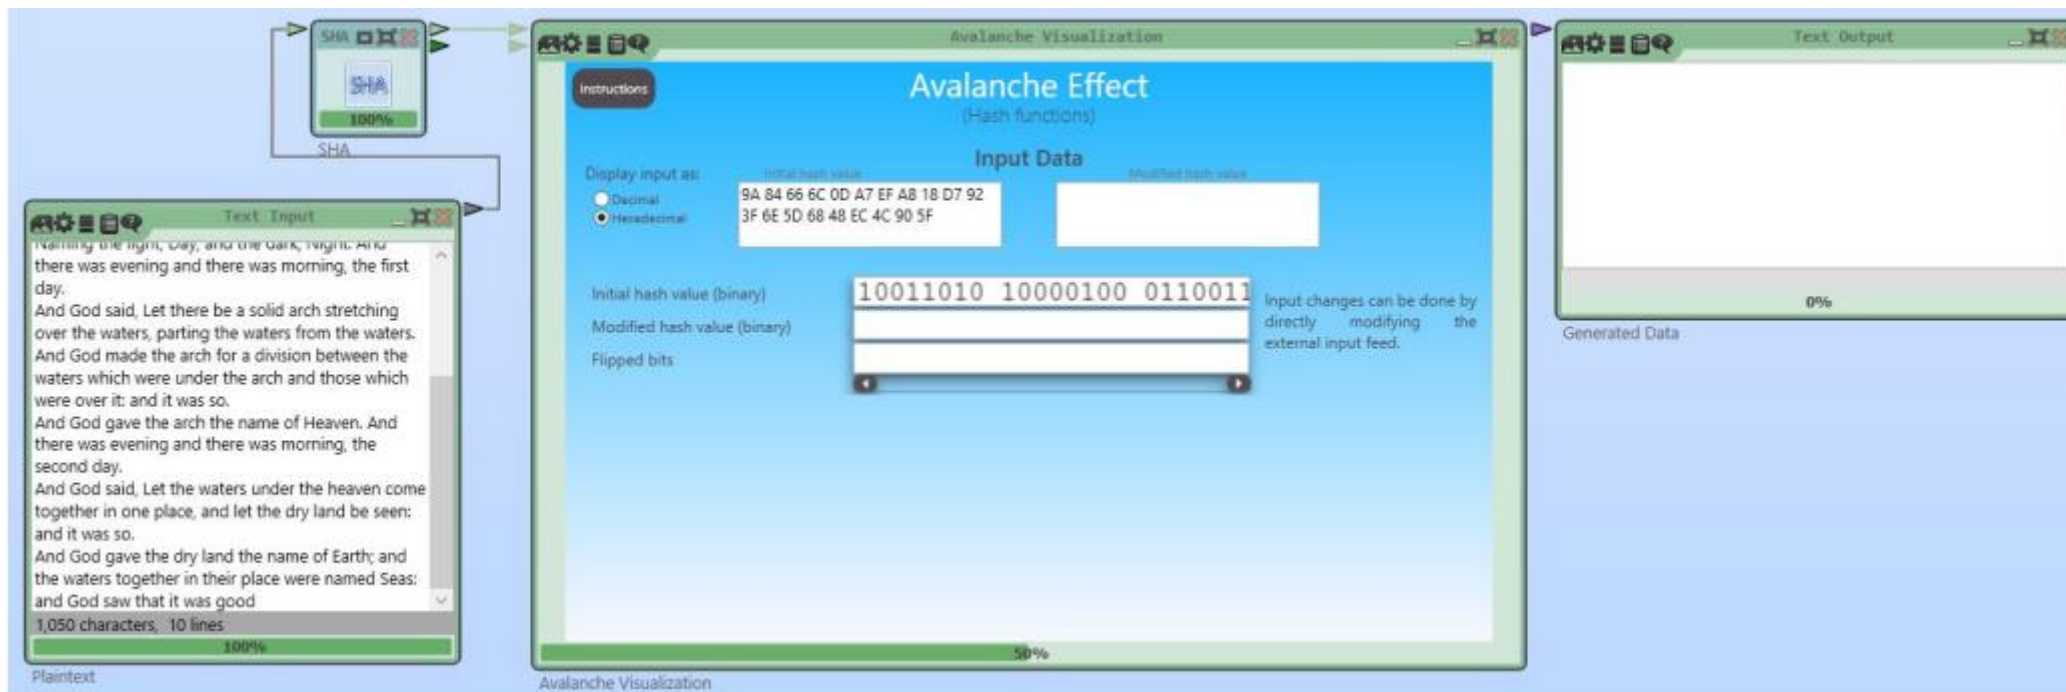 SHA
SHA
100%
SHA
Text Input
Naming the light, Day, and the dark, Night. And
there was evening and there was morning, the first
day.
And God said, Let there be a solid arch stretching
over the waters, parting the waters from the waters.
And God made the arch for a division between the
waters which were under the arch and those which
were over it: and it was so.
And God gave the arch the name of Heaven. And
there was evening and there was morning, the
second day.
And God said, Let the waters under the heaven come
together in one place, and let the dry land be seen:
and it was so.
And God gave the dry land the name of Earth; and
the waters together in their place were named Seas:
and God saw that it was good
1,050 characters, 10 lines
100%
Plaintext
Avalanche Visualization
Instructions
Avalanche Effect
(Hash functions)
Input Data
Display input as:
Decimal
Hexadecimal
Initial hash value
9A 84 66 6C 0D A7 EF A8 18 D7 92
3F 6E 5D 68 48 EC 4C 90 5F
Modified hash value
Initial hash value (binary)
10011010 10000100 0110011
Modified hash value (binary)
Flipped bits
Input changes can be done by
directly modifying the
external input feed.
50%
Avalanche Visualization
Text Output
0%
Generated Data